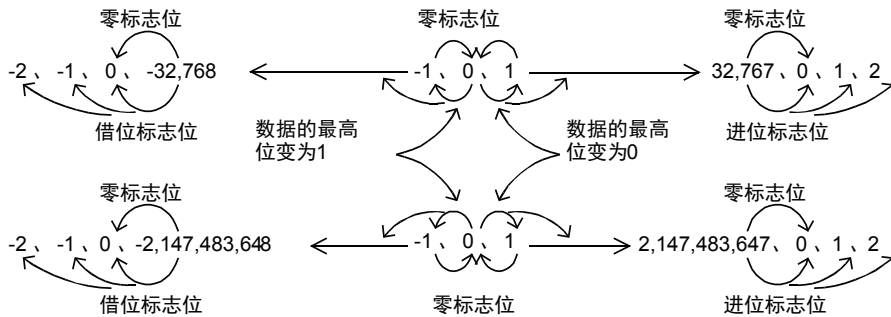 零标志位 零标志位 零标志位
-2、 -1、 0、 -32,768 -1、 0、 1 32,767、0、1、2
借位标志位 数据的最高位变为1 数据的最高位变为0 进位标志位
零标志位 零标志位
-2、 -1、 0、 -2,147,483,648 -1、 0、 1 2,147,483,647、0、1、2
借位标志位 零标志位 进位标志位